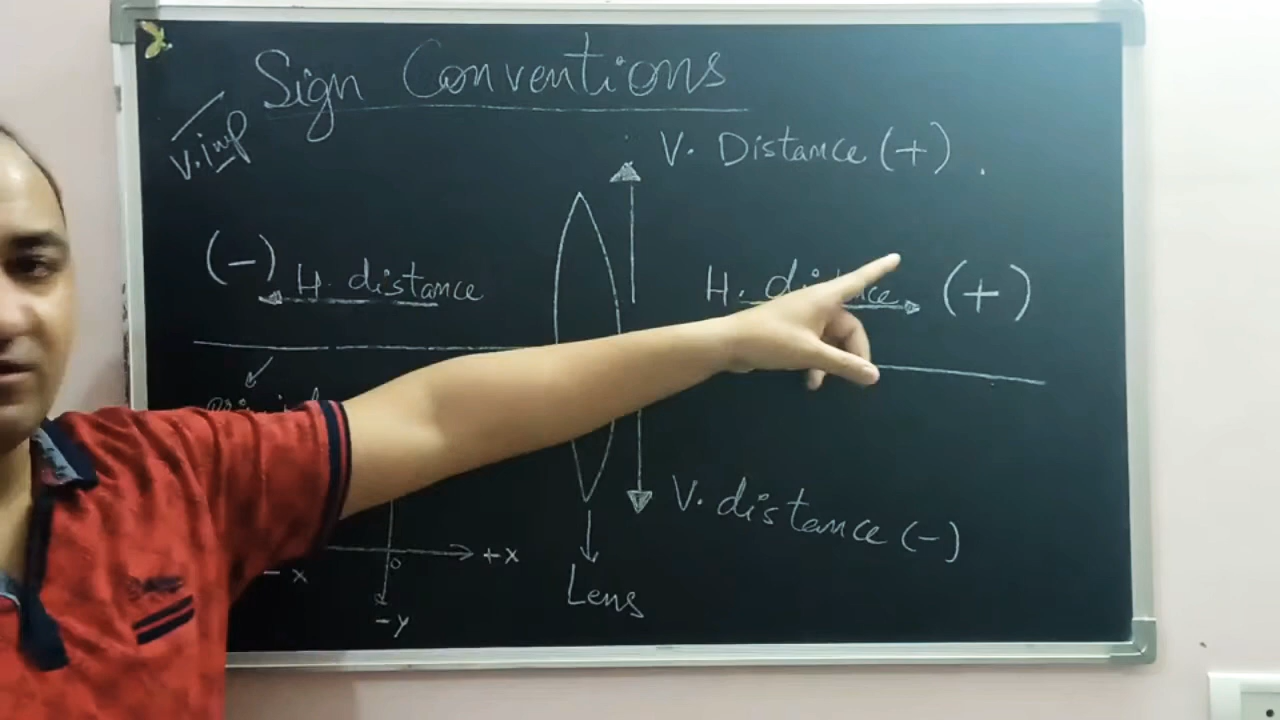 Sign Conventions
v.imp
V. Distance (+)
(-) H. distance
H. distance (+)
V. distance (-)
Lens
- x
o
+x
-y